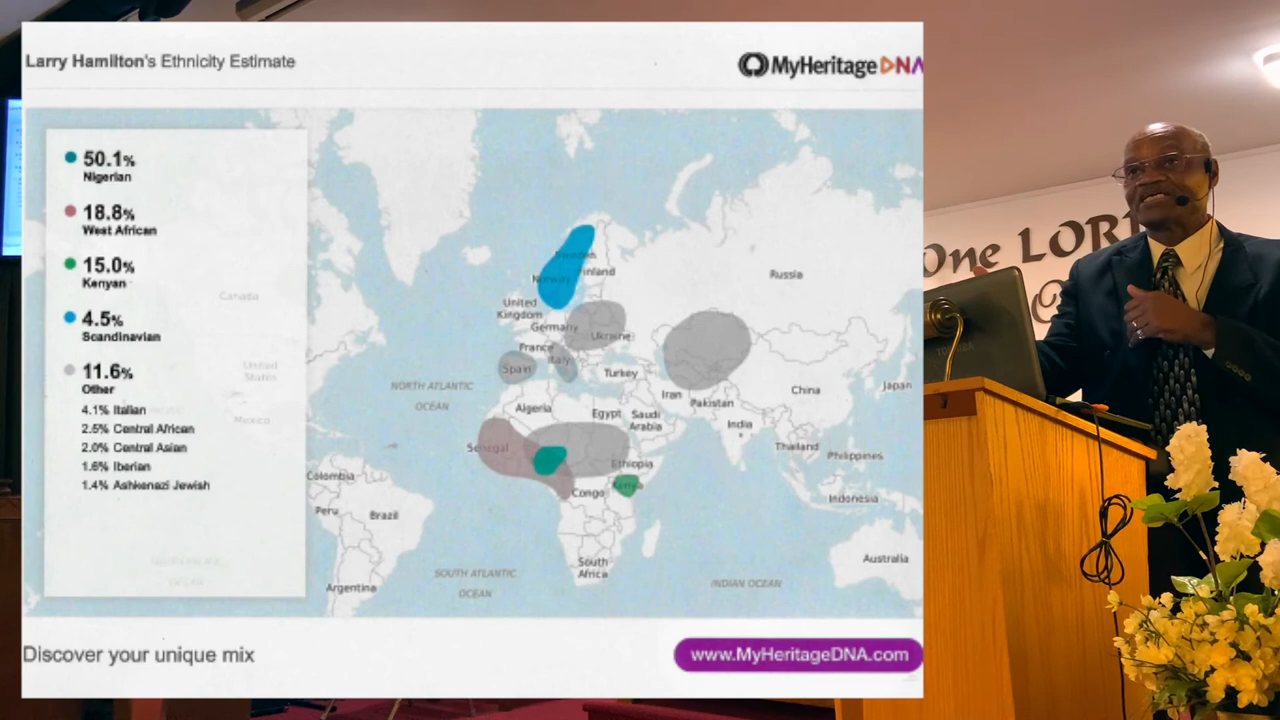 Larry Hamilton's Ethnicity Estimate
MyHeritage DNA
50.1%
Nigerian
18.8%
West African
15.0%
Kenyan
4.5%
Scandinavian
11.6%
Other
4.1% Italian
2.5% Central African
2.0% Central Asian
1.6% Iberian
1.4% Ashkenazi Jewish
Canada
United
States
Mexico
Sweden
Norway
Finland
Russia
United
Kingdom
Germany
Ukraine
France
Italy
Spain
Turkey
NORTH ATLANTIC
OCEAN
Iran
Pakistan
China
Japan
Algeria
Egypt
Saudi
Arabia
India
Thailand
Philippines
Senegal
Ethiopia
Colombia
Congo
Kenya
Indonesia
Peru
Brazil
South
Africa
Australia
SOUTH ATLANTIC
OCEAN
INDIAN OCEAN
Argentina
OCEAN
Discover your unique mix
www.MyHeritageDNA.com
One LORD